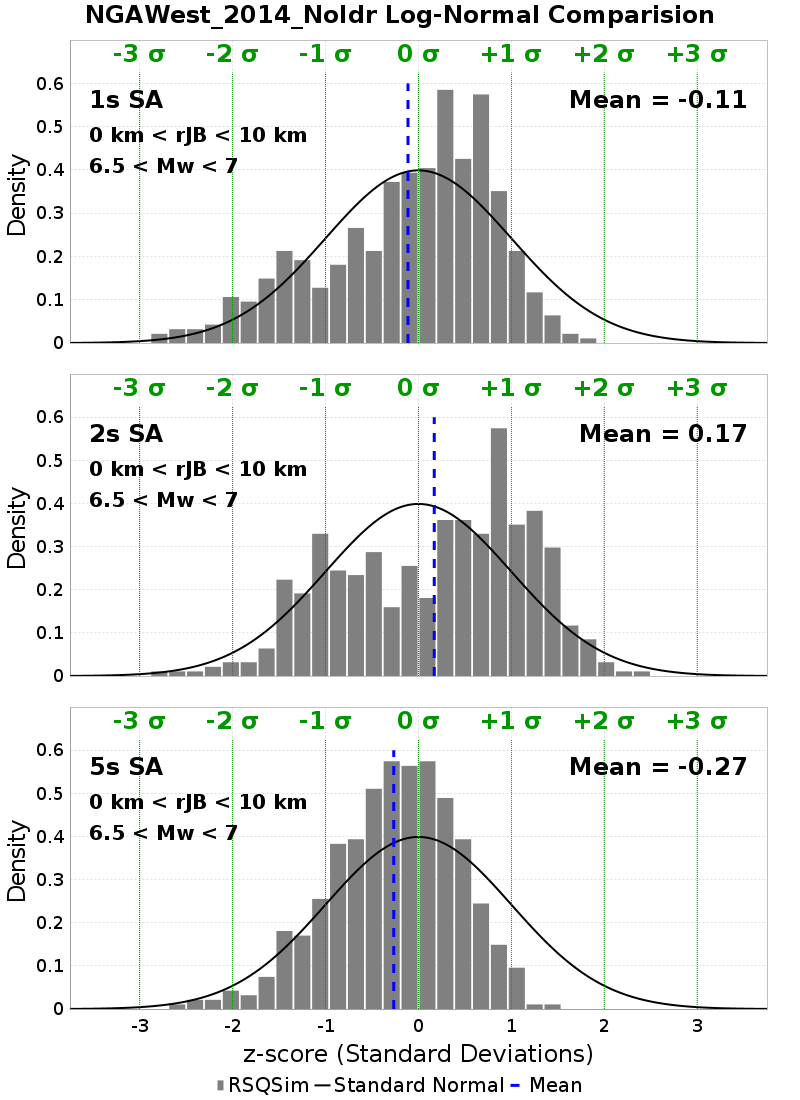 NGAWest_2014_NoIdr Log-Normal Comparision
-3 σ -2 σ -1 σ 0 σ +1 σ +2 σ +3 σ
0.6
0.5
0.4
0.3
0.2
0.1
0
Density
1s SA
Mean = -0.11
0 km < rJB < 10 km
6.5 < Mw < 7
-3 σ -2 σ -1 σ 0 σ +1 σ +2 σ +3 σ
0.6
0.5
0.4
0.3
0.2
0.1
0
Density
2s SA
Mean = 0.17
0 km < rJB < 10 km
6.5 < Mw < 7
-3 σ -2 σ -1 σ 0 σ +1 σ +2 σ +3 σ
0.6
0.5
0.4
0.3
0.2
0.1
0
Density
5s SA
Mean = -0.27
0 km < rJB < 10 km
6.5 < Mw < 7
-3 -2 -1 0 1 2 3
z-score (Standard Deviations)
RSQSim Standard Normal Mean